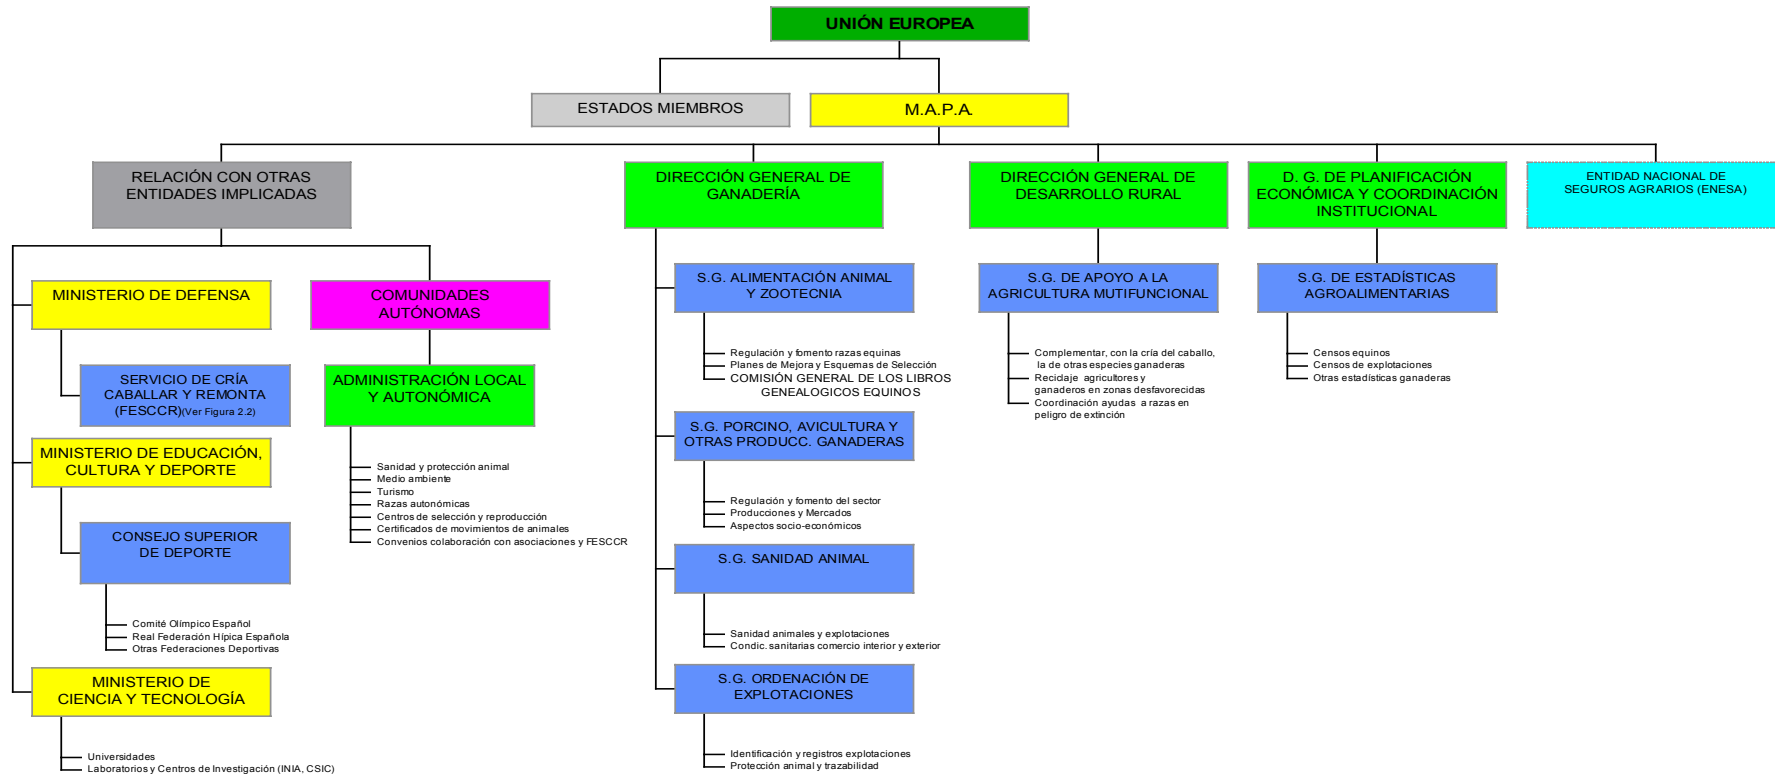 UNIÓN EUROPEA
ESTADOS MIEMBROS
M.A.P.A.
RELACIÓN CON OTRAS
ENTIDADES IMPLICADAS
MINISTERIO DE DEFENSA
SERVICIO DE CRÍA
CABALLAR Y REMONTA
(FESCCR)(Ver Figura 2.2)
MINISTERIO DE EDUCACIÓN,
CULTURA Y DEPORTE
CONSEJO SUPERIOR
DE DEPORTE
Comité Olímpico Español
Real Federación Hípica Española
Otras Federaciones Deportivas
MINISTERIO DE
CIENCIA Y TECNOLOGÍA
Universidades
Laboratorios y Centros de Investigación (INIA, CSIC)
COMUNIDADES
AUTÓNOMAS
ADMINISTRACIÓN LOCAL
Y AUTONÓMICA
Sanidad y protección animal
Medio ambiente
Turismo
Razas autonómicas
Centros de selección y reproducción
Certificados de movimientos de animales
Convenios colaboración con asociaciones y FESCCR
DIRECCIÓN GENERAL DE
GANADERÍA
S.G. ALIMENTACIÓN ANIMAL
Y ZOOTECNIA
Regulación y fomento razas equinas
Planes de Mejora y Esquemas de Selección
COMISIÓN GENERAL DE LOS LIBROS
GENEALOGICOS EQUINOS
S.G. PORCINO, AVICULTURA Y
OTRAS PRODUCC. GANADERAS
Regulación y fomento del sector
Producciones y Mercados
Aspectos socio-económicos
S.G. SANIDAD ANIMAL
Sanidad animales y explotaciones
Condic. sanitarias comercio interior y exterior
S.G. ORDENACIÓN DE
EXPLOTACIONES
Identificación y registros explotaciones
Protección animal y trazabilidad
DIRECCIÓN GENERAL DE
DESARROLLO RURAL
S.G. DE APOYO A LA
AGRICULTURA MUTIFUNCIONAL
Complementar, con la cría del caballo,
la de otras especies ganaderas
Reciclaje agricultores y
ganaderos en zonas desfavorecidas
Coordinación ayudas a razas en
peligro de extinción
D. G. DE PLANIFICACIÓN
ECONÓMICA Y COORDINACIÓN
INSTITUCIONAL
S.G. DE ESTADÍSTICAS
AGROALIMENTARIAS
Censos equinos
Censos de explotaciones
Otras estadísticas ganaderas
ENTIDAD NACIONAL DE
SEGUROS AGRARIOS (ENESA)